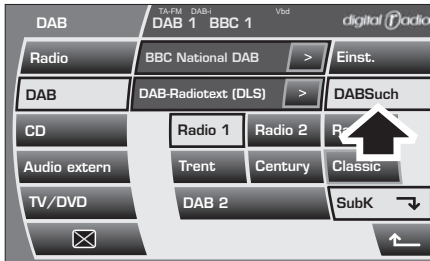 DAB
TA-FM DAB-i Vbd
DAB 1 BBC 1
digital radio
Radio
BBC National DAB >
Einst.
DAB
DAB-Radiotext (DLS) >
DABSuch
CD
Radio 1 Radio 2
Audio extern
Trent Century Classic
TV/DVD
DAB 2
SubK